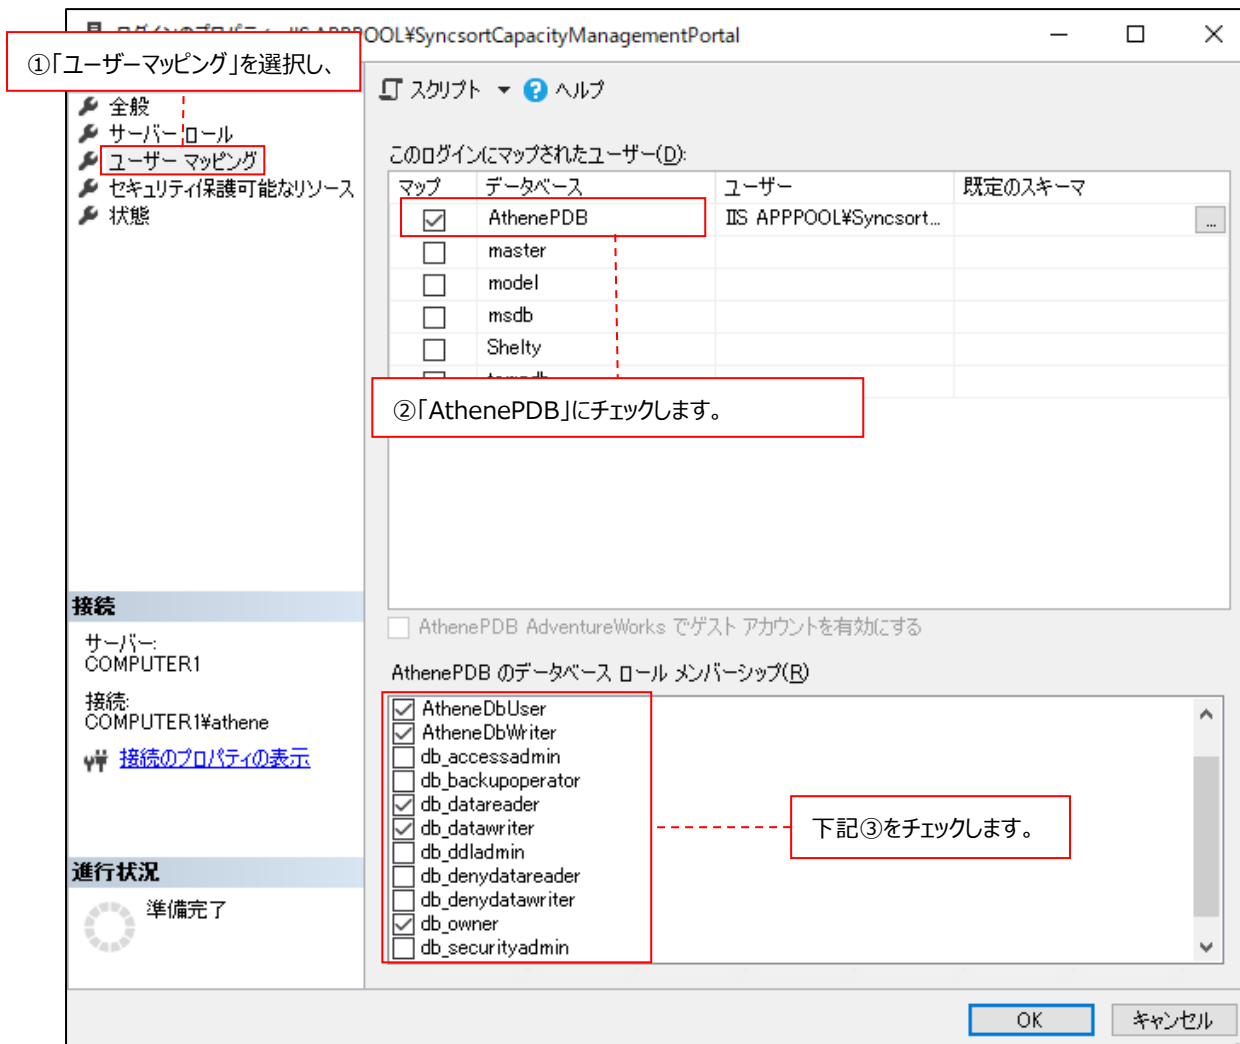 OOL¥SyncsortCapacityManagementPortal
①「ユーザーマッピング」を選択し、
スクリプト ヘルプ
全般
サーバー ロール
ユーザー マッピング
セキュリティ保護可能なリソース
状態
このログインにマップされたユーザー(D):
マップ データベース ユーザー 既定のスキーマ
AthenePDB IIS APPPOOL¥Syncsort... ...
master
model
msdb
Shelty
②「AthenePDB」にチェックします。
接続
サーバー:
COMPUTER1
接続:
COMPUTER1¥athene
接続のプロパティの表示
進行状況
準備完了
AthenePDB AdventureWorks でゲスト アカウントを有効にする
AthenePDB のデータベース ロール メンバーシップ(R)
AtheneDbUser
AtheneDbWriter
db_accessadmin
db_backupoperator
db_datareader
db_datawriter
db_ddladmin
db_denydatareader
db_denydatawriter
db_owner
db_securityadmin
下記③をチェックします。
OK キャンセル